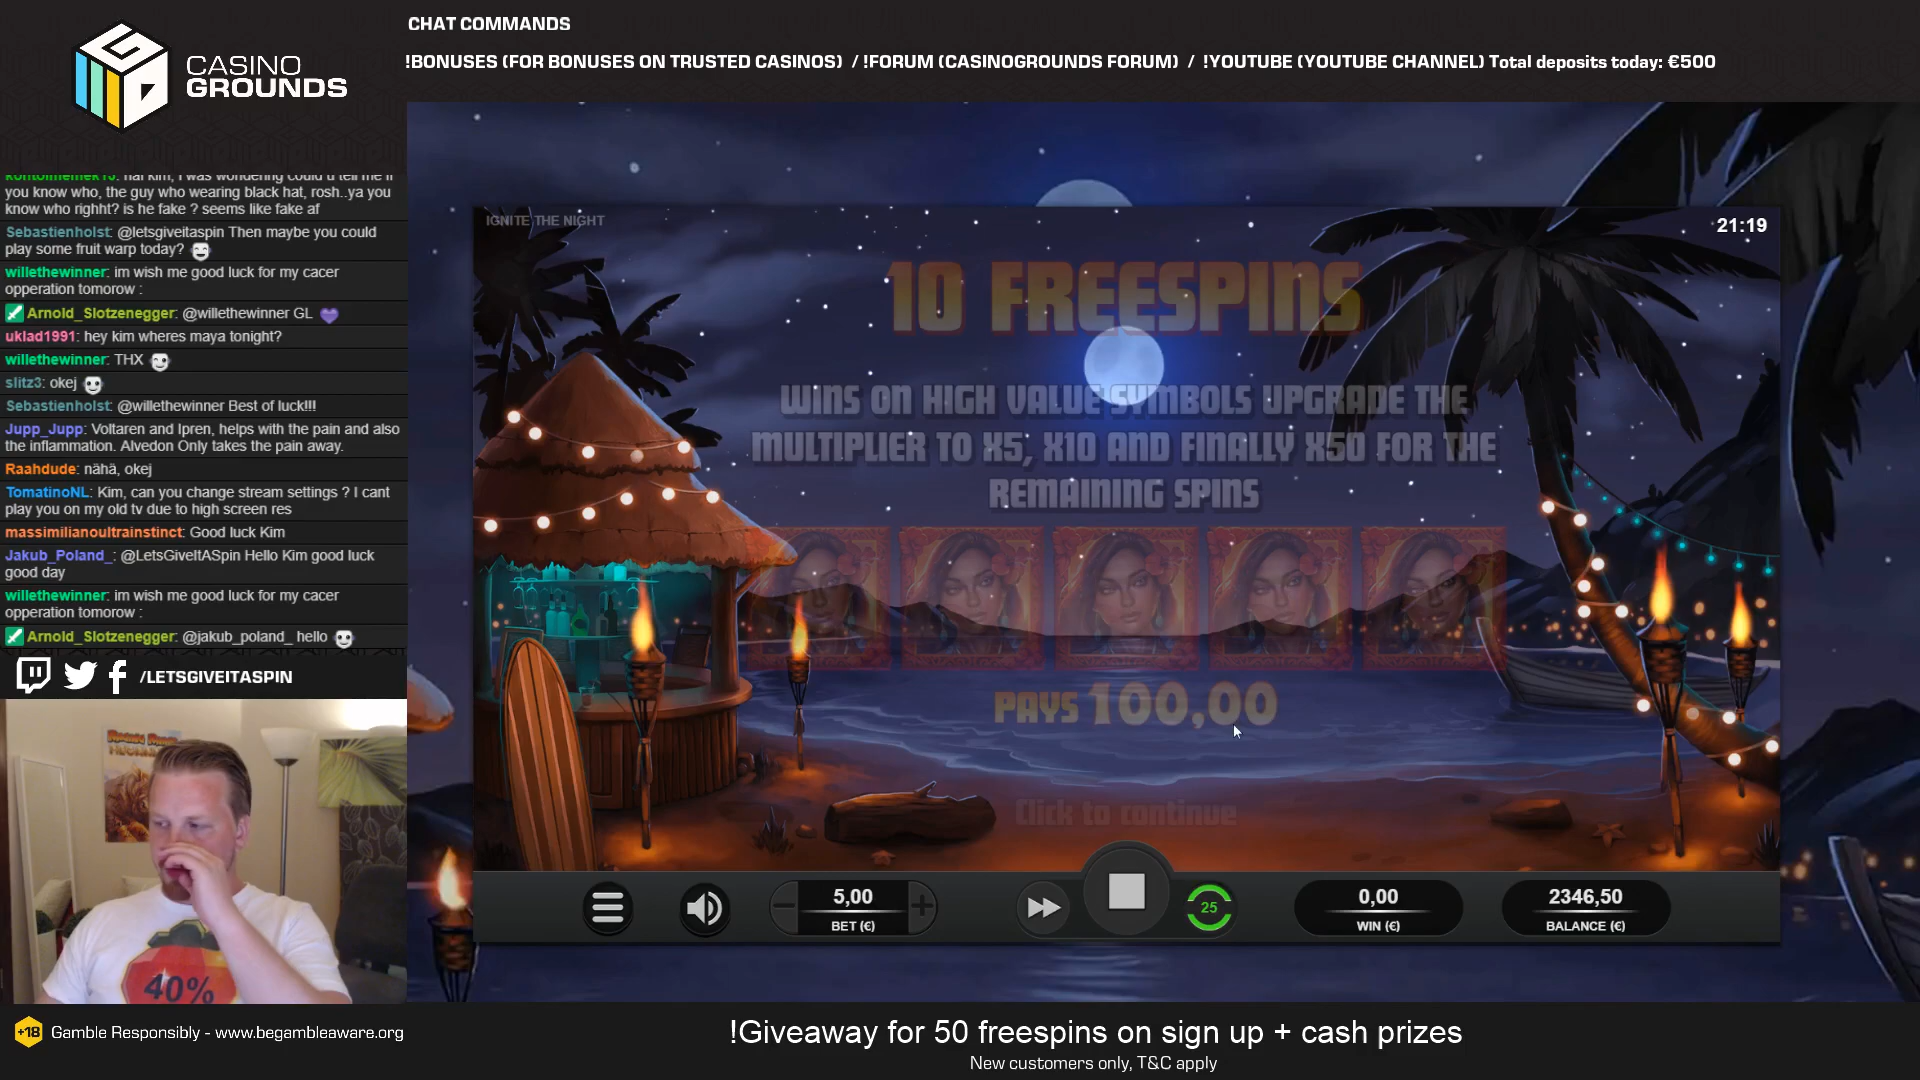 CASINO
GROUNDS
CHAT COMMANDS
!BONUSES (FOR BONUSES ON TRUSTED CASINOS) / !FORUM (CASINOGROUNDS FORUM) / !YOUTUBE (YOUTUBE CHANNEL) Total deposits today: €500
you know who, the guy who wearing black hat, rosh..ya you
know who righht? is he fake ? seems like fake af
Sebastienholst: @letsgiveitaspin Then maybe you could
play some fruit warp today?
willethewinner: im wish me good luck for my cacer
opperation tomorow :
Arnold_Slotzenegger: @willethewinner GL
uklad1991: hey kim wheres maya tonight?
willethewinner: THX
slitz3: okej
Sebastienholst: @willethewinner Best of luck!!!
Jupp_Jupp: Voltaren and Ipren, helps with the pain and also
the inflammation. Alvedon Only takes the pain away.
Raahdude: nähä, okej
TomatinoNL: Kim, can you change stream settings ? I cant
play you on my old tv due to high screen res
massimilianoultrainstinct: Good luck Kim
Jakub_Poland_: @LetsGiveItASpin Hello Kim good luck
good day
willethewinner: im wish me good luck for my cacer
opperation tomorow :
Arnold_Slotzenegger: @jakub_poland_ hello
/LETSGIVEITASPIN
40%
IGNITE THE NIGHT
21:19
10 FREESPINS
WINS ON HIGH VALUE SYMBOLS UPGRADE THE
MULTIPLIER TO X5, X10 AND FINALLY X50 FOR THE
REMAINING SPINS
PAYS 100,00
Click to continue
5,00
BET (€)
25
0,00
WIN (€)
2346,50
BALANCE (€)
+18 Gamble Responsibly - www.begambleaware.org
!Giveaway for 50 freespins on sign up + cash prizes
New customers only, T&C apply